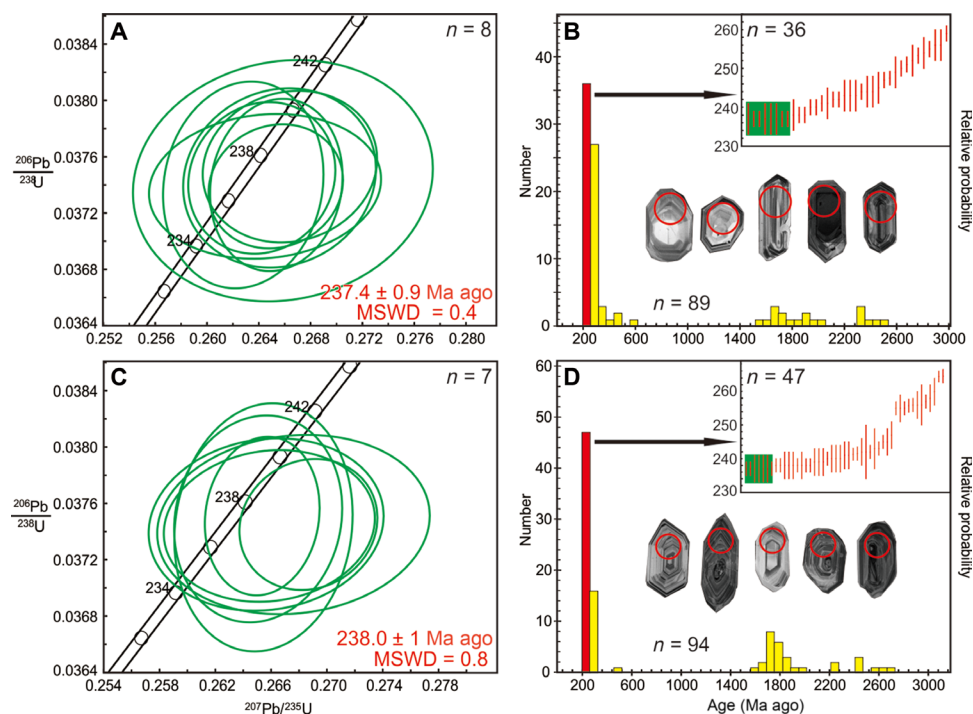 A
n = 8
0.0384
0.0380
0.0376
0.0372
0.0368
0.0364
206Pb
238U
242
238
234
237.4 ± 0.9 Ma ago
MSWD = 0.4
0.252 0.256 0.260 0.264 0.268 0.272 0.276 0.280
B
n = 36
Number
40
30
20
10
0
260
250
240
230
Relative probability
n = 89
200 600 1000 1400 1800 2200 2600 3000
C
n = 7
0.0384
0.0380
0.0376
0.0372
0.0368
0.0364
206Pb
238U
242
238
234
238.0 ± 1 Ma ago
MSWD = 0.8
0.254 0.258 0.262 0.266 0.270 0.274 0.278
207Pb/235U
D
n = 47
Number
60
50
40
30
20
10
0
260
250
240
230
Relative probability
n = 94
200 600 1000 1400 1800 2200 2600 3000
Age (Ma ago)